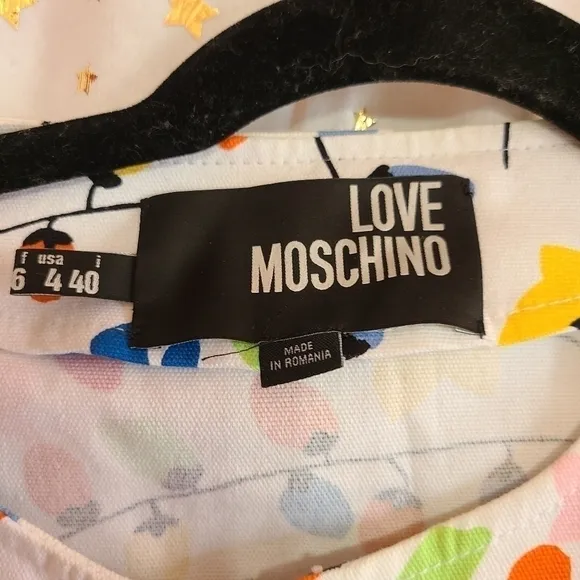 LOVE
MOSCHINO
f usa i
6 4 40
MADE
IN ROMANIA